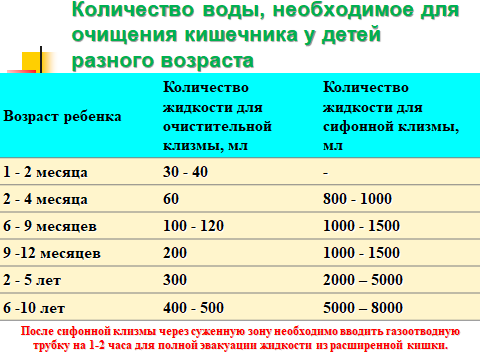 Количество воды, необходимое для
очищения кишечника у детей
разного возраста
Возраст ребенка
Количество
жидкости для
очистительной
клизмы, мл
Количество
жидкости для
сифонной клизмы,
мл
1 - 2 месяца 30 - 40 -
2 - 4 месяца 60 800 - 1000
6 - 9 месяцев 100 - 120 1000 - 1500
9 -12 месяцев 200 1000 - 1500
2 - 5 лет 300 2000 – 5000
6 -10 лет 400 - 500 5000 – 8000
После сифонной клизмы через суженную зону необходимо вводить газоотводную
трубку на 1-2 часа для полной эвакуации жидкости из расширенной кишки.